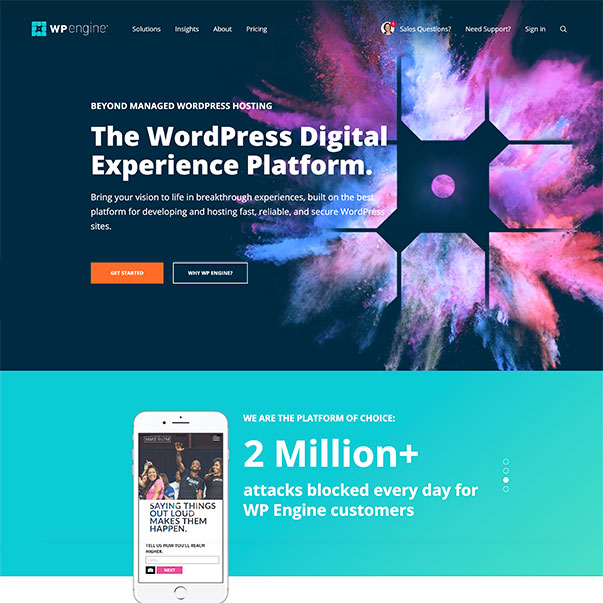 WPengine
Solutions Insights About Pricing
Sales Questions? Need Support? Sign in
BEYOND MANAGED WORDPRESS HOSTING
The WordPress Digital
Experience Platform.
Bring your vision to life in breakthrough experiences, built on the best
platform for developing and hosting fast, reliable, and secure WordPress
sites.
GET STARTED
WHY WP ENGINE?
WE ARE THE PLATFORM OF CHOICE:
2 Million+
attacks blocked every day for
WP Engine customers
SAYING THINGS
OUT LOUD
MAKES THEM
HAPPEN.
TELL US HOW YOU'LL REACH
HIGHER.
NEXT